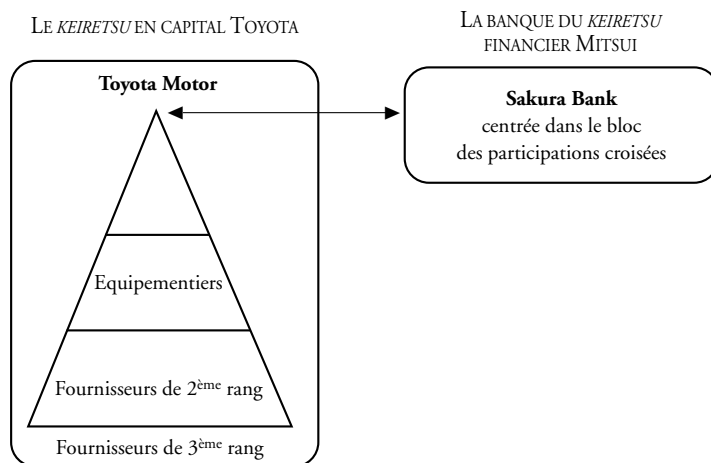 LE KEIRETSU EN CAPITAL TOYOTA
LA BANQUE DU KEIRETSU
FINANCIER MITSUI
Toyota Motor
Equipementiers
Fournisseurs de 2ème rang
Fournisseurs de 3ème rang
Sakura Bank
centrée dans le bloc
des participations croisées